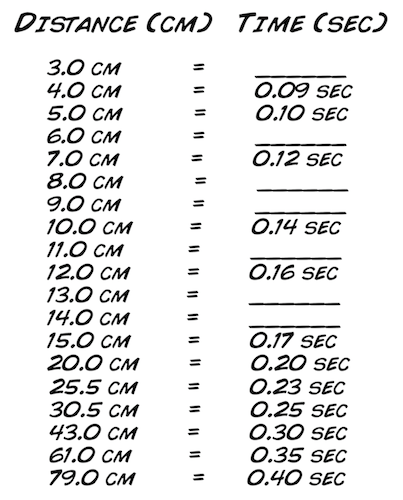 DISTANCE (CM) TIME (SEC)
3.0 CM = ________
4.0 CM = 0.09 SEC
5.0 CM = 0.10 SEC
6.0 CM = ________
7.0 CM = 0.12 SEC
8.0 CM = ________
9.0 CM = ________
10.0 CM = 0.14 SEC
11.0 CM = ________
12.0 CM = 0.16 SEC
13.0 CM = ________
14.0 CM = ________
15.0 CM = 0.17 SEC
20.0 CM = 0.20 SEC
25.5 CM = 0.23 SEC
30.5 CM = 0.25 SEC
43.0 CM = 0.30 SEC
61.0 CM = 0.35 SEC
79.0 CM = 0.40 SEC